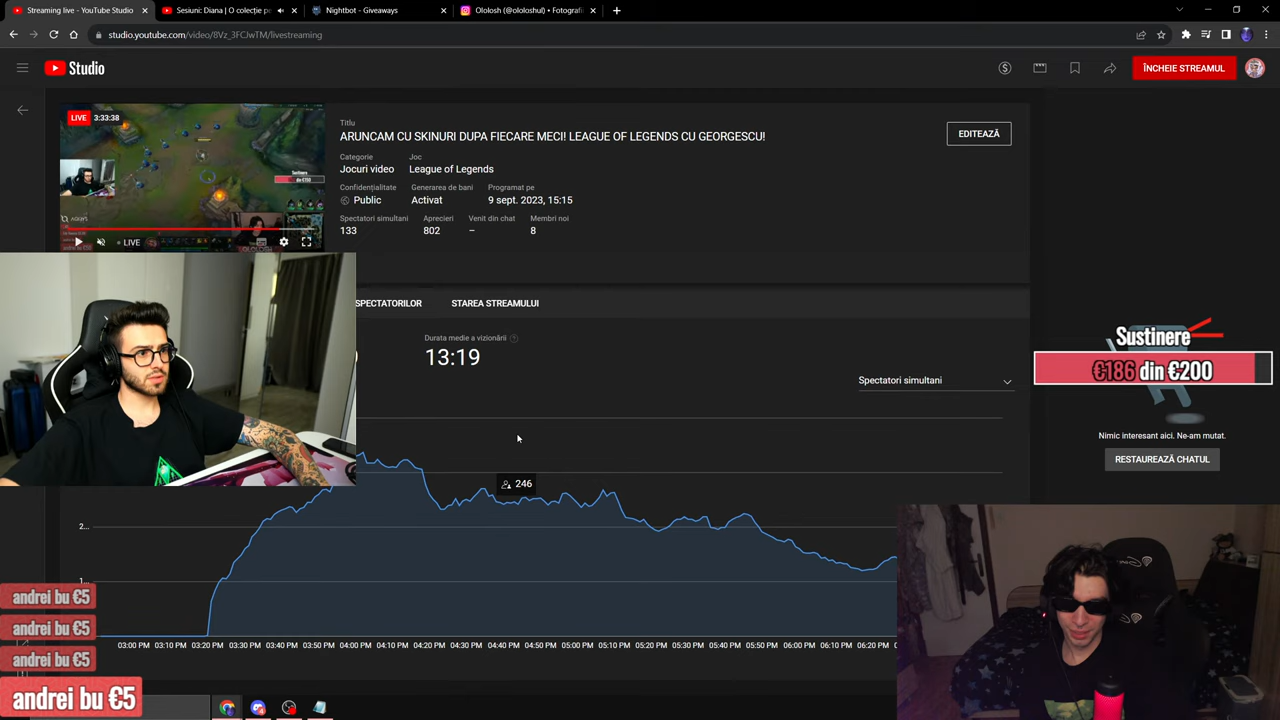 Streaming live - YouTube Studio
Sesiuni: Diana | O colecție pe
Nightbot - Giveaways
Ololosh (@ololoshul) • Fotografii
studio.youtube.com/video/8Vz_3FCJwTM/livestreaming
Studio
ÎNCHEIE STREAMUL
LIVE
3:33:38
Titlu
ARUNCAM CU SKINURI DUPA FIECARE MECI! LEAGUE OF LEGENDS CU GEORGESCU!
EDITEAZĂ
Categorie
Joc
Jocuri video
League of Legends
Confidențialitate
Generarea de bani
Programat pe
Public
Activat
9 sept. 2023, 15:15
Spectatori simultani
Aprecieri
Venit din chat
Membri noi
133
802
–
8
LIVE
SPECTATORILOR
STAREA STREAMULUI
Durata medie a vizionării
13:19
Spectatori simultani
Sustinere
€186 din €200
Nimic interesant aici. Ne-am mutat.
RESTAUREAZĂ CHATUL
246
2...
1...
03:00 PM 03:10 PM 03:20 PM 03:30 PM 03:40 PM 03:50 PM 04:00 PM 04:10 PM 04:20 PM 04:30 PM 04:40 PM 04:50 PM 05:00 PM 05:10 PM 05:20 PM 05:30 PM 05:40 PM 05:50 PM 06:00 PM 06:10 PM 06:20 PM
andrei bu €5
andrei bu €5
andrei bu €5
andrei bu €5